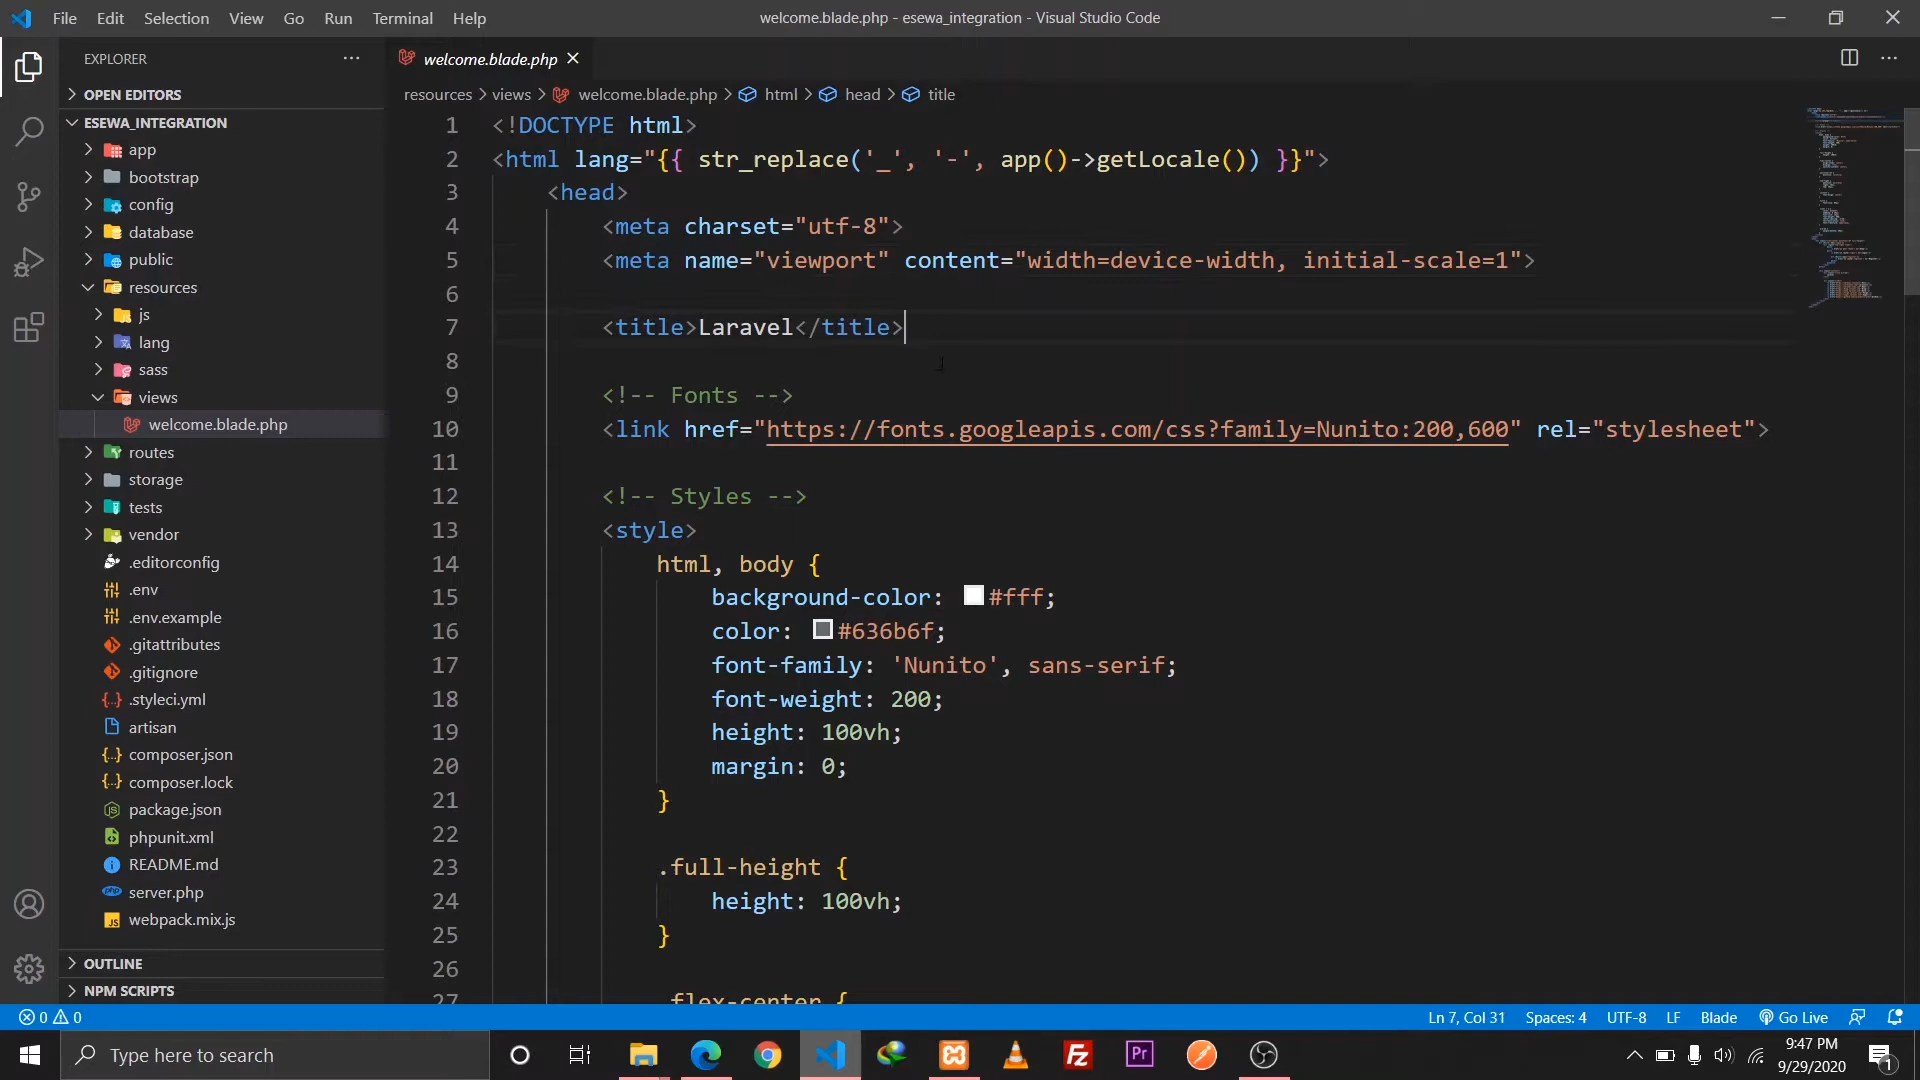 File Edit Selection View Go Run Terminal Help
welcome.blade.php - esewa_integration - Visual Studio Code
EXPLORER
OPEN EDITORS
ESEWA_INTEGRATION
app
bootstrap
config
database
public
resources
js
lang
sass
views
welcome.blade.php
routes
storage
tests
vendor
.editorconfig
.env
.env.example
.gitattributes
.gitignore
.styleci.yml
artisan
composer.json
composer.lock
package.json
phpunit.xml
README.md
server.php
webpack.mix.js
OUTLINE
NPM SCRIPTS
welcome.blade.php
resources > views > welcome.blade.php > html > head > title
1 <!DOCTYPE html>
2 <html lang="{{ str_replace('_', '-', app()->getLocale()) }}">
3 <head>
4 <meta charset="utf-8">
5 <meta name="viewport" content="width=device-width, initial-scale=1">
6
7 <title>Laravel</title>
8
9 <!-- Fonts -->
10 <link href="https://fonts.googleapis.com/css?family=Nunito:200,600" rel="stylesheet">
11
12 <!-- Styles -->
13 <style>
14 html, body {
15 background-color: #fff;
16 color: #636b6f;
17 font-family: 'Nunito', sans-serif;
18 font-weight: 200;
19 height: 100vh;
20 margin: 0;
21 }
22
23 .full-height {
24 height: 100vh;
25 }
26
27 .flex-center {
0 0
Ln 7, Col 31 Spaces: 4 UTF-8 LF Blade Go Live
Type here to search
9:47 PM
9/29/2020
1